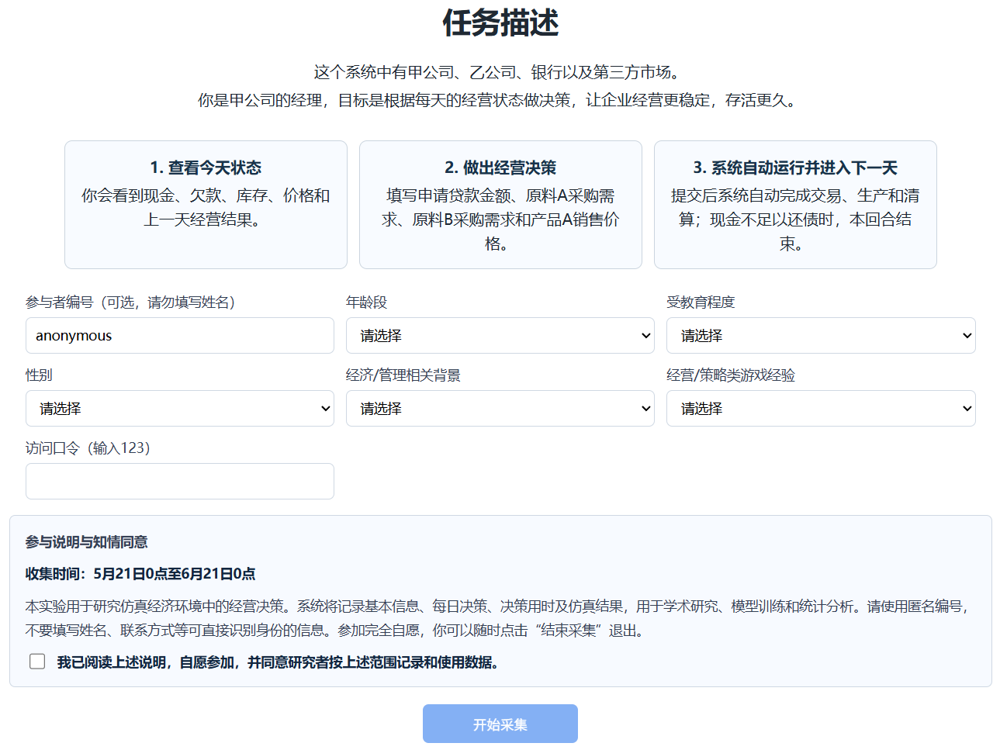 任务描述
这个系统中有甲公司、乙公司、银行以及第三方市场。
你是甲公司的经理，目标是根据每天的经营状态做决策，让企业经营更稳定，存活更久。
1. 查看今天状态
你会看到现金、欠款、库存、价格和
上一天经营结果。
2. 做出经营决策
填写申请贷款金额、原料A采购需
求、原料B采购需求和产品A销售价
格。
3. 系统自动运行并进入下一天
提交后系统自动完成交易、生产和清
算；现金不足以还债时，本回合结
束。
参与者编号（可选，请勿填写姓名）
年龄段
受教育程度
anonymous
请选择
请选择
性别
经济/管理相关背景
经营/策略类游戏经验
请选择
请选择
请选择
访问口令（输入123）
参与说明与知情同意
收集时间：5月21日0点至6月21日0点
本实验用于研究仿真经济环境中的经营决策。系统将记录基本信息、每日决策、决策用时及仿真结果，用于学术研究、模型训练和统计分析。请使用匿名编号，
不要填写姓名、联系方式等可直接识别身份的信息。参加完全自愿，你可以随时点击“结束采集”退出。
我已阅读上述说明，自愿参加，并同意研究者按上述范围记录和使用数据。
开始采集